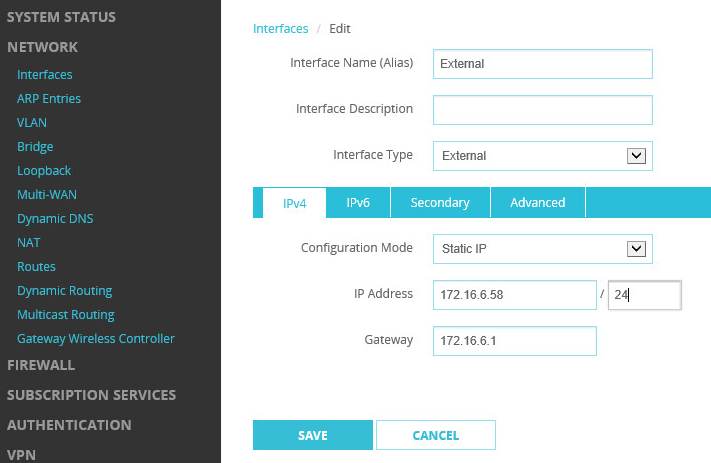 SYSTEM STATUS
NETWORK
Interfaces
ARP Entries
VLAN
Bridge
Loopback
Multi-WAN
Dynamic DNS
NAT
Routes
Dynamic Routing
Multicast Routing
Gateway Wireless Controller
FIREWALL
SUBSCRIPTION SERVICES
AUTHENTICATION
VPN
Interfaces / Edit
Interface Name (Alias) External
Interface Description
Interface Type External
IPv4 IPv6 Secondary Advanced
Configuration Mode Static IP
IP Address 172.16.6.58 / 24
Gateway 172.16.6.1
SAVE CANCEL